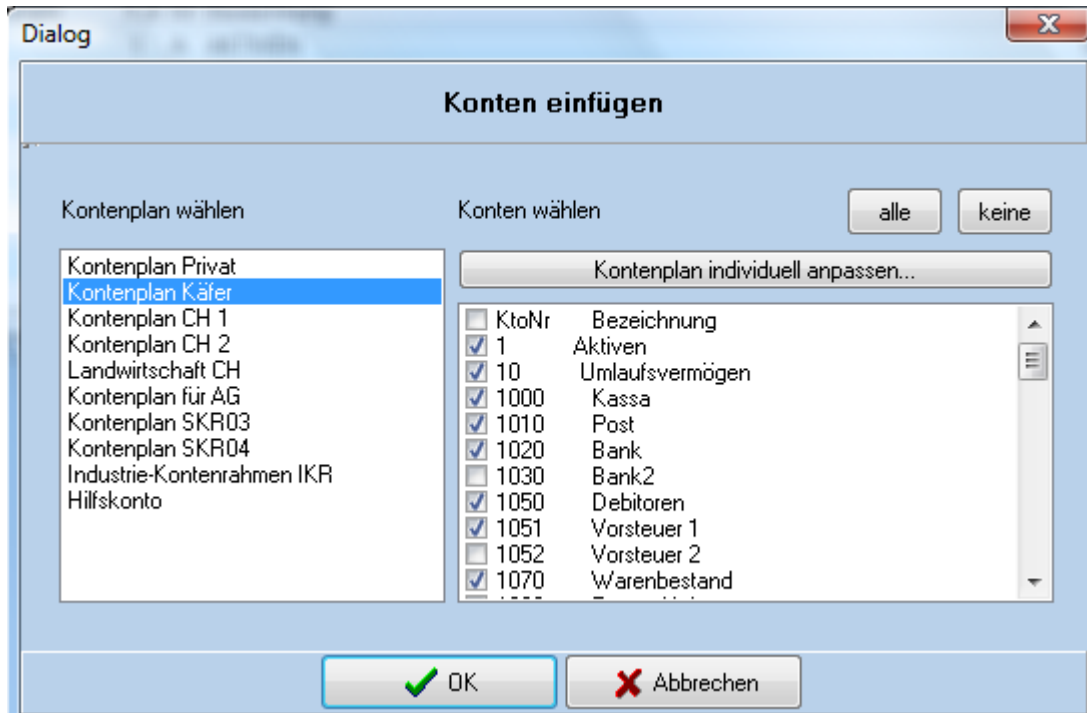 Dialog
Konten einfügen
Kontenplan wählen
Konten wählen
alle
keine
Kontenplan Privat
Kontenplan Käfer
Kontenplan CH 1
Kontenplan CH 2
Landwirtschaft CH
Kontenplan für AG
Kontenplan SKR03
Kontenplan SKR04
Industrie-Kontenrahmen IKR
Hilfskonto
Kontenplan individuell anpassen...
KtoNr Bezeichnung
1 Aktiven
10 Umlaufsvermögen
1000 Kassa
1010 Post
1020 Bank
1030 Bank2
1050 Debitoren
1051 Vorsteuer 1
1052 Vorsteuer 2
1070 Warenbestand
OK
Abbrechen